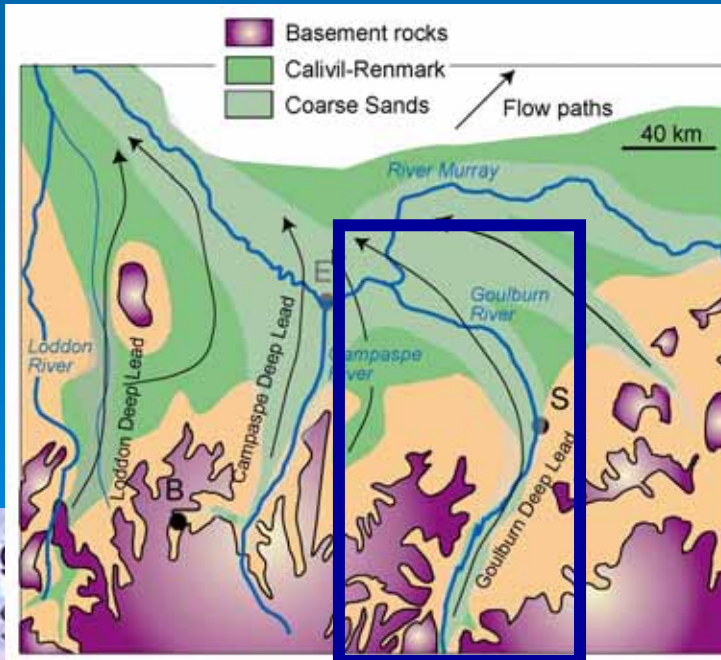 Basement rocks
Calivil-Renmark
Coarse Sands
Flow paths
40 km
River Murray
E
Goulburn
River
Loddon
River
Loddon Deep Lead
Campaspe Deep Lead
Campaspe
River
S
B
Goulburn Deep Lead